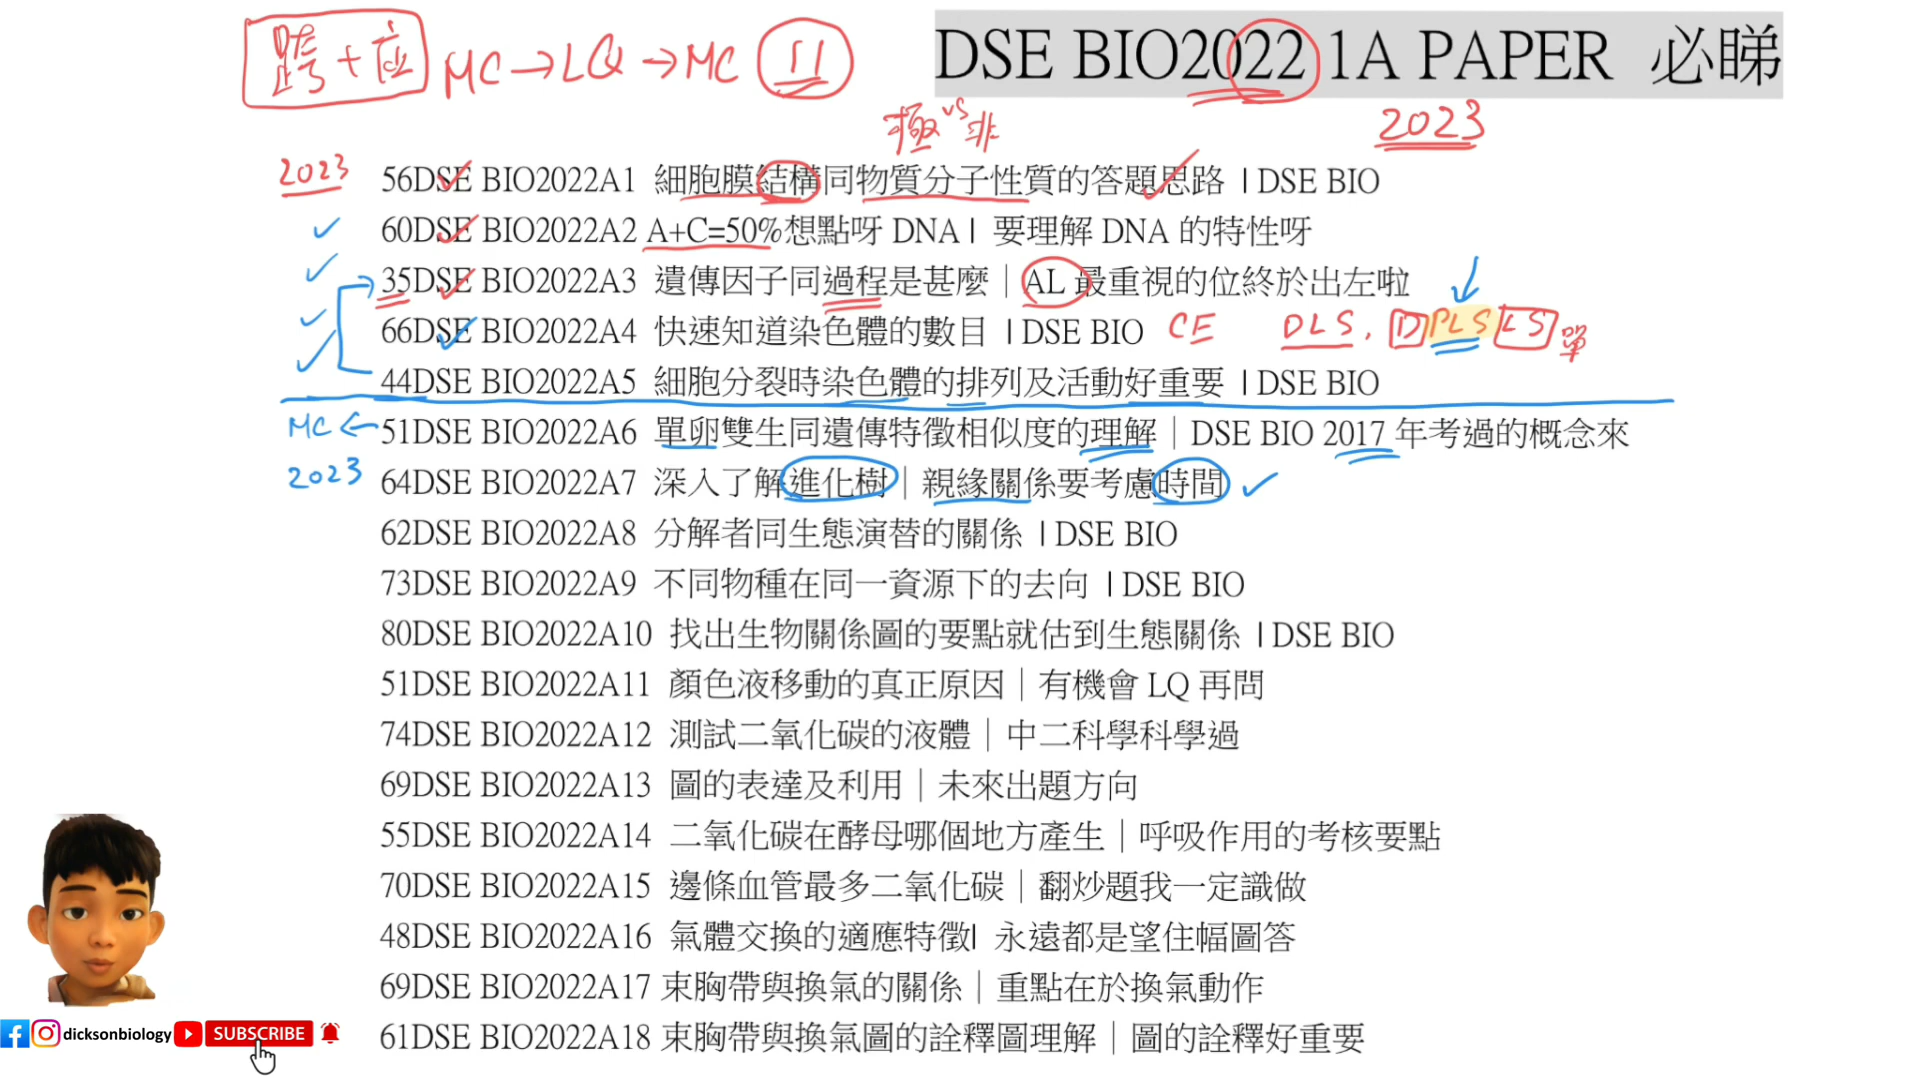 跨+應 MC→LQ→MC 11
DSE BIO2022 1A PAPER 必睇
極 vs 非
2023
2023
56DSE BIO2022A1 細胞膜結構同物質分子性質的答題思路 | DSE BIO
60DSE BIO2022A2 A+C=50%想點呀 DNA | 要理解 DNA 的特性呀
35DSE BIO2022A3 遺傳因子同過程是甚麼｜AL 最重視的位終於出左啦
66DSE BIO2022A4 快速知道染色體的數目 | DSE BIO
CE DLS, D PLS LS 單
44DSE BIO2022A5 細胞分裂時染色體的排列及活動好重要 | DSE BIO
MC ←
51DSE BIO2022A6 單卵雙生同遺傳特徵相似度的理解｜DSE BIO 2017 年考過的概念來
2023
64DSE BIO2022A7 深入了解進化樹｜親緣關係要考慮時間
62DSE BIO2022A8 分解者同生態演替的關係 | DSE BIO
73DSE BIO2022A9 不同物種在同一資源下的去向 | DSE BIO
80DSE BIO2022A10 找出生物關係圖的要點就估到生態關係 | DSE BIO
51DSE BIO2022A11 顏色液移動的真正原因｜有機會 LQ 再問
74DSE BIO2022A12 測試二氧化碳的液體｜中二科學科學過
69DSE BIO2022A13 圖的表達及利用｜未來出題方向
55DSE BIO2022A14 二氧化碳在酵母哪個地方產生｜呼吸作用的考核要點
70DSE BIO2022A15 邊條血管最多二氧化碳｜翻炒題我一定識做
48DSE BIO2022A16 氣體交換的適應特徵| 永遠都是望住幅圖答
69DSE BIO2022A17 束胸帶與換氣的關係｜重點在於換氣動作
61DSE BIO2022A18 束胸帶與換氣圖的詮釋圖理解｜圖的詮釋好重要
dicksonbiology SUBSCRIBE